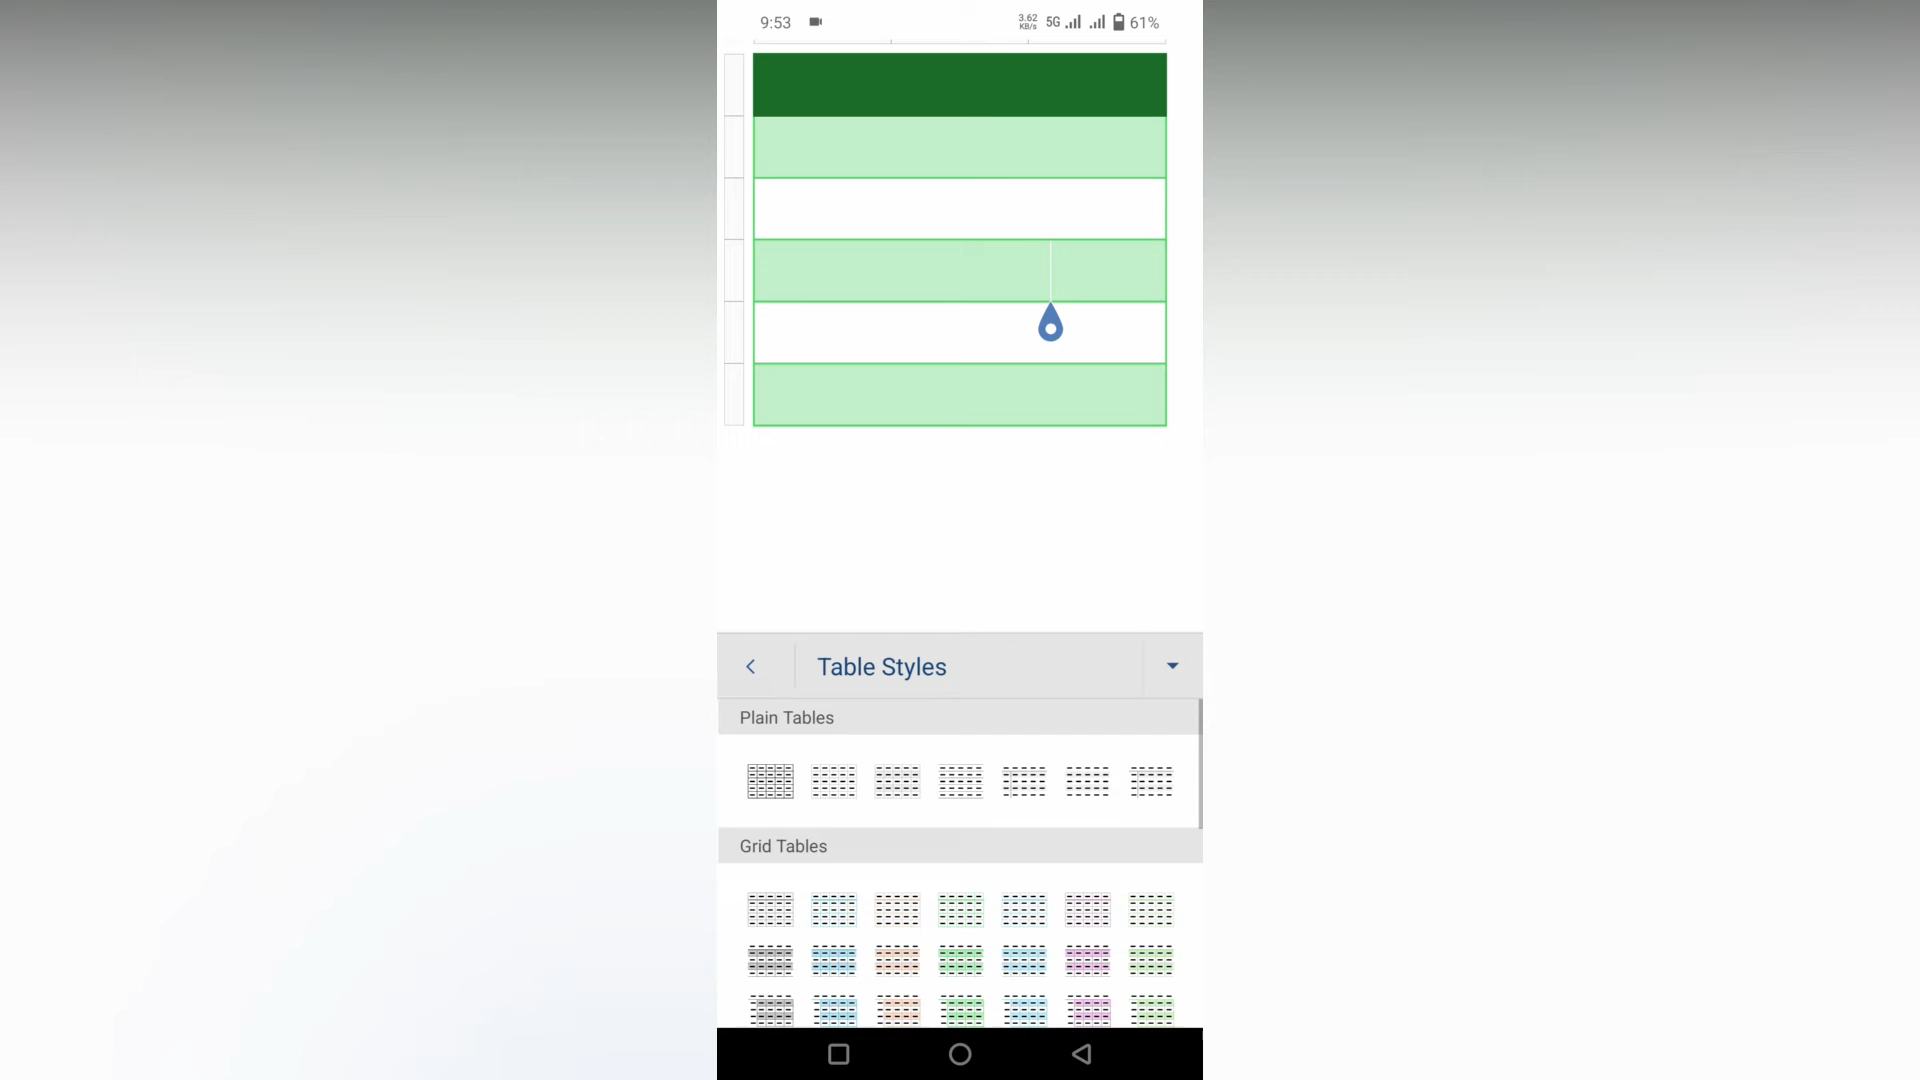 9:53 3.62 KB/s 5G 61%
Table Styles
Plain Tables
Grid Tables